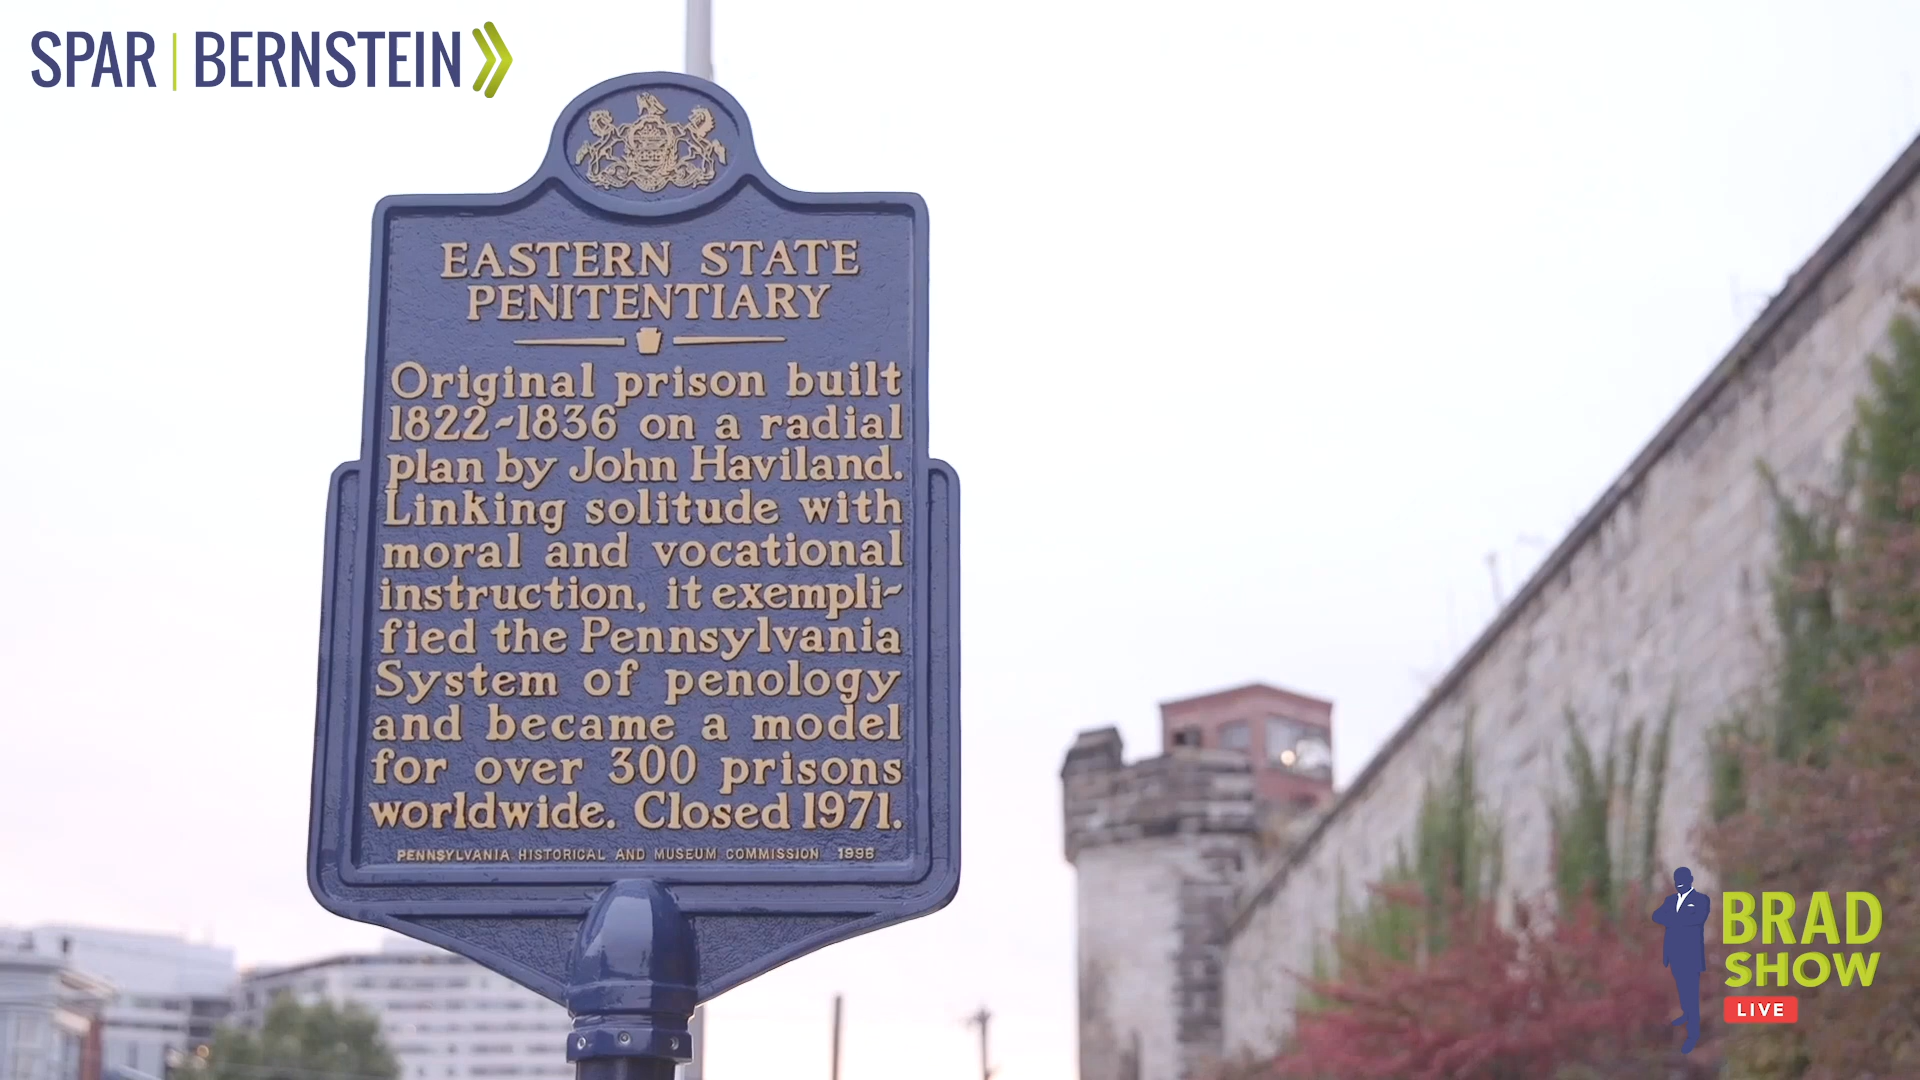 SPAR | BERNSTEIN
EASTERN STATE
PENITENTIARY
Original prison built
1822-1836 on a radial
plan by John Haviland.
Linking solitude with
moral and vocational
instruction, it exempli-
fied the Pennsylvania
System of penology
and became a model
for over 300 prisons
worldwide. Closed 1971.
PENNSYLVANIA HISTORICAL AND MUSEUM COMMISSION 1996
BRAD
SHOW
LIVE